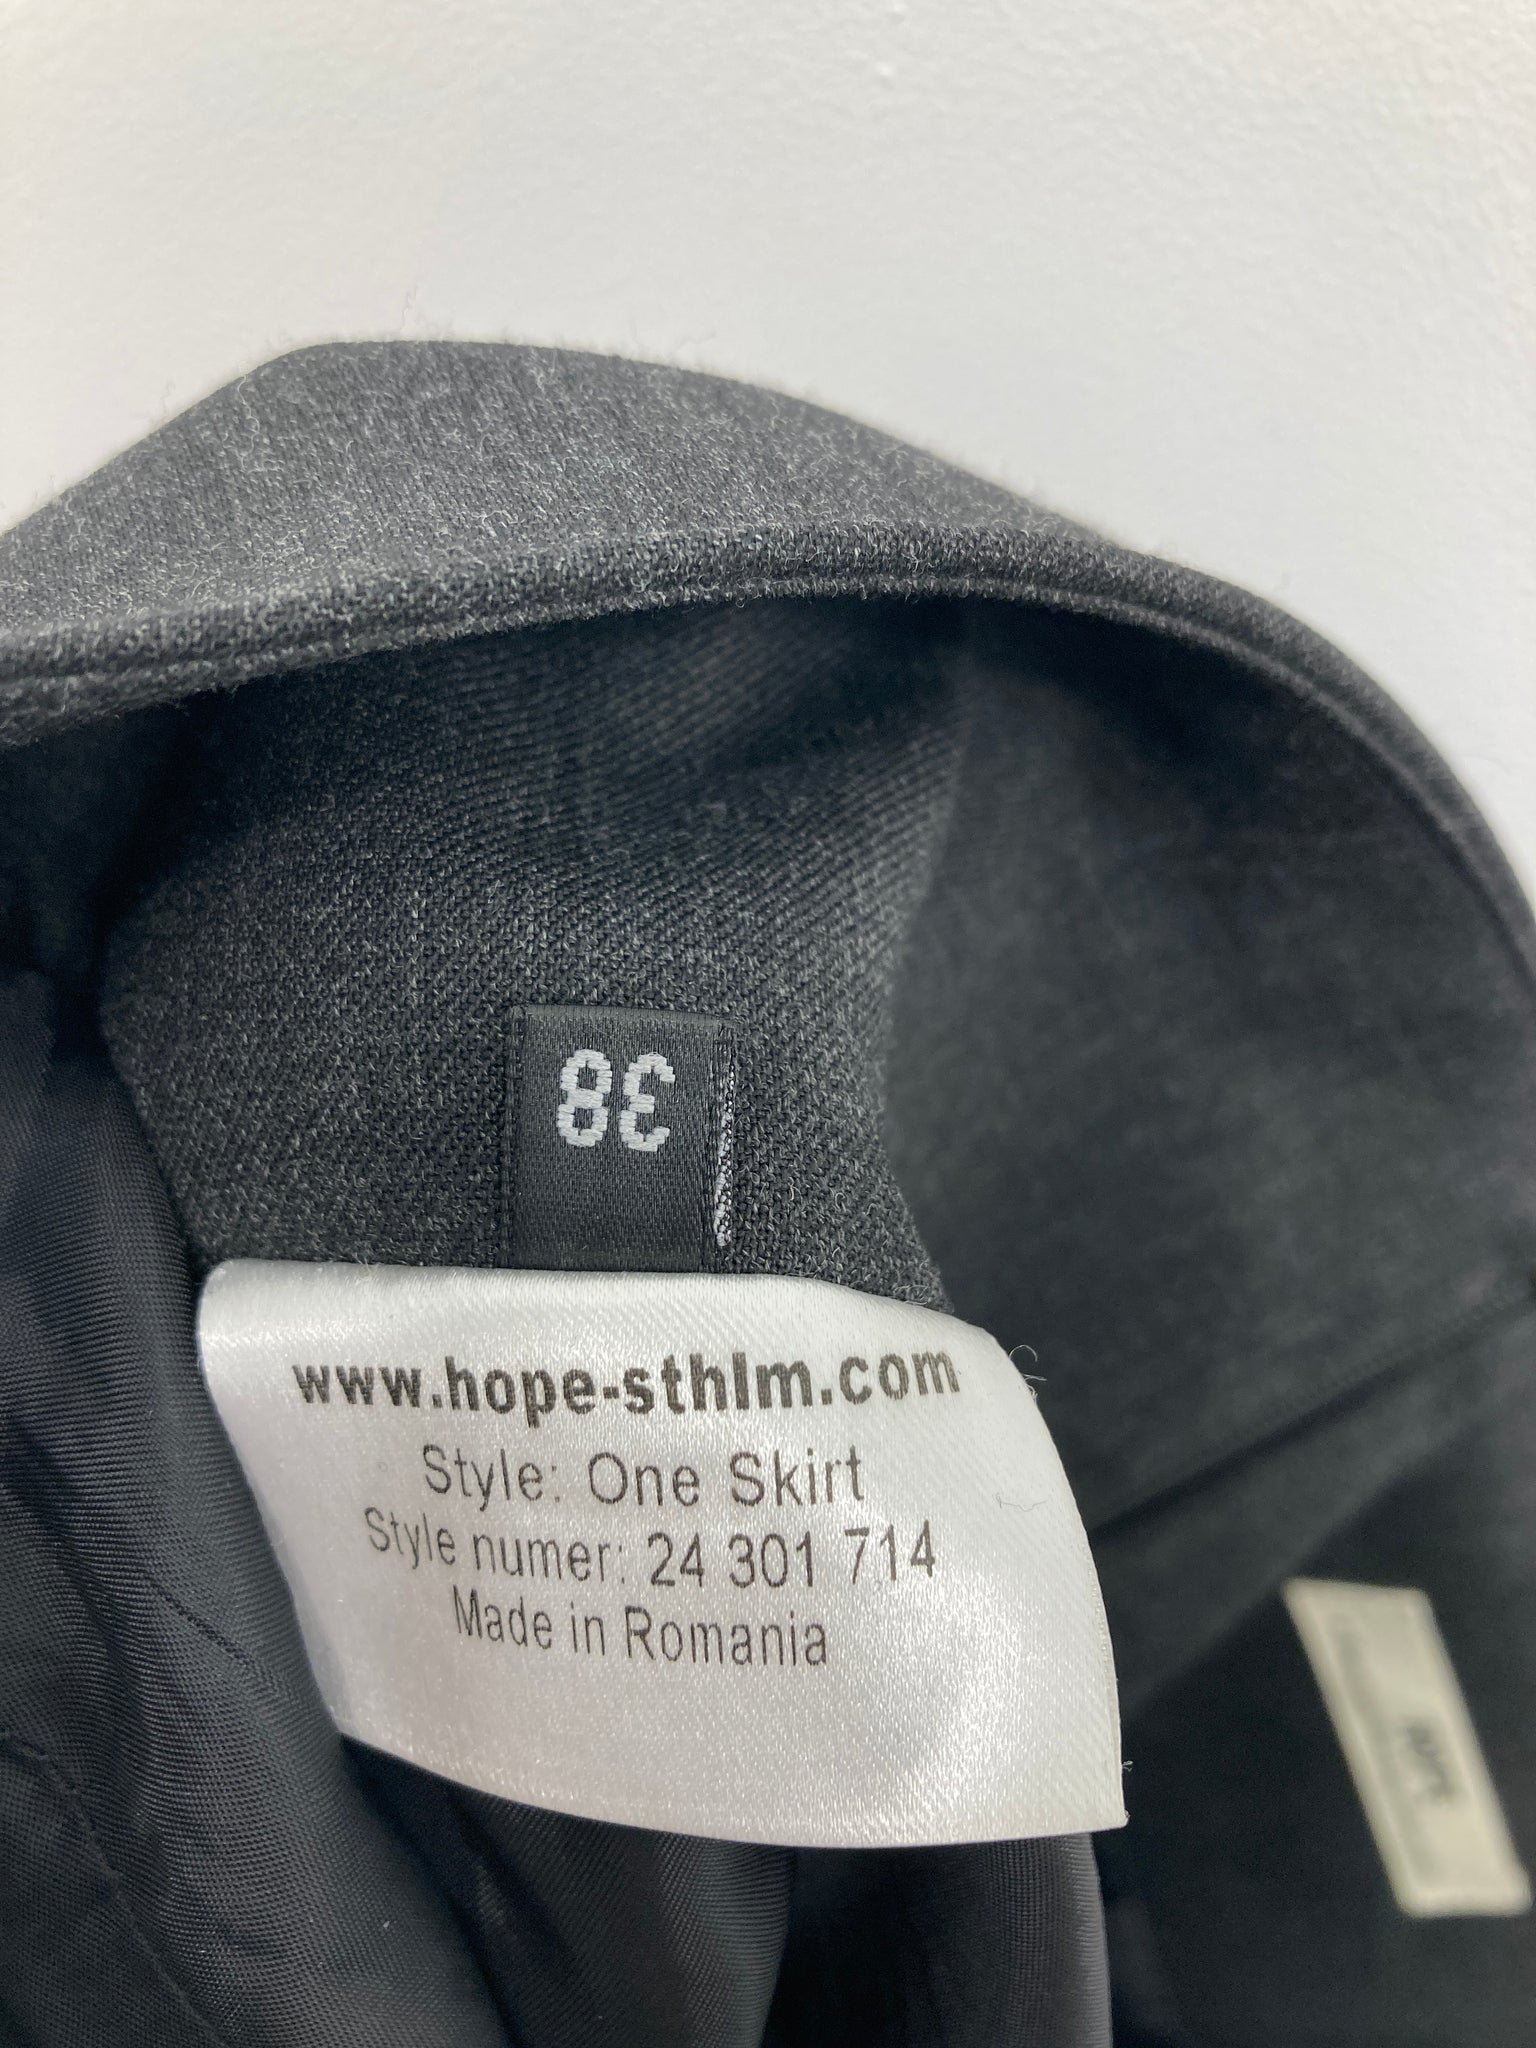 38
www.hope-sthlm.com
Style: One Skirt
Style numer: 24 301 714
Made in Romania